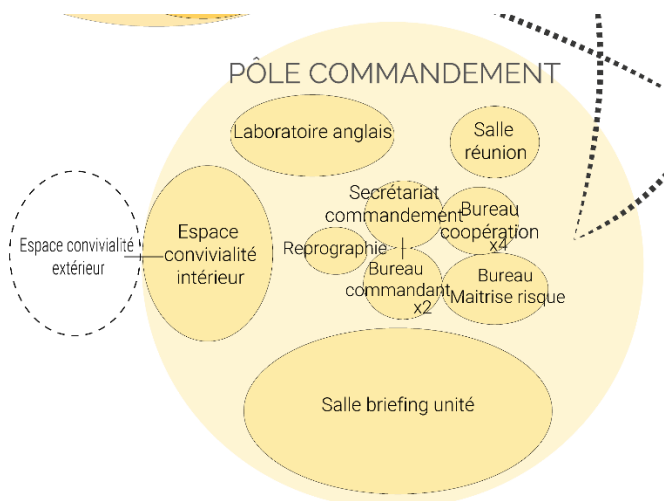 PÔLE COMMANDEMENT
Laboratoire anglais
Salle
réunion
Secrétariat
commandement
Bureau
coopération
x4
Espace convivialité
extérieur
Espace
convivialité
intérieur
Reprographie
Bureau
commandant
x2
Bureau
Maitrise risque
Salle briefing unité